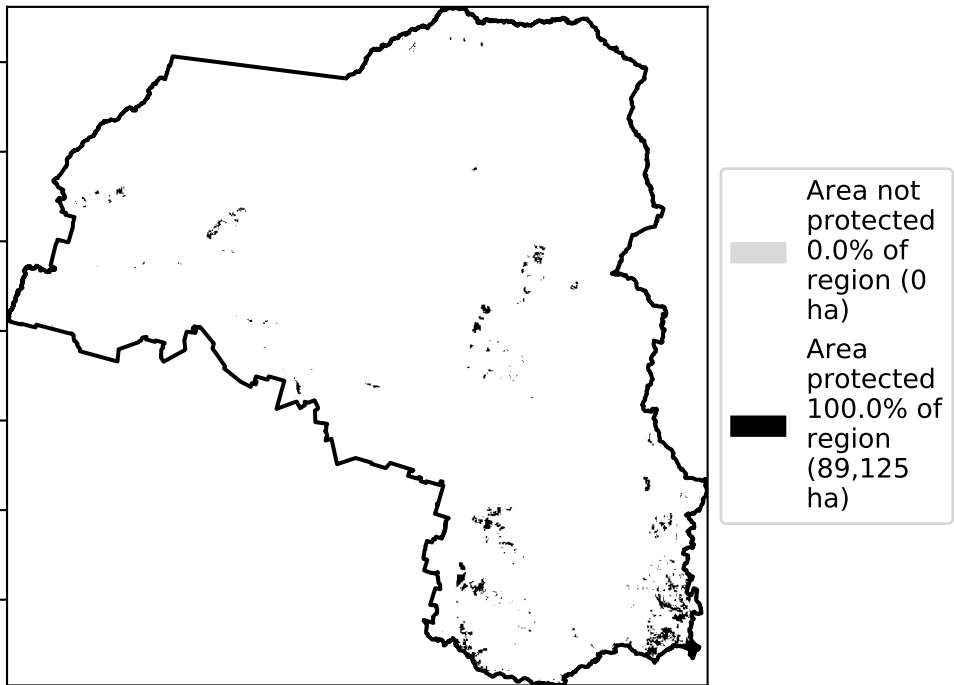 Area not
protected
0.0% of
region (0
ha)
Area
protected
100.0% of
region
(89,125
ha)